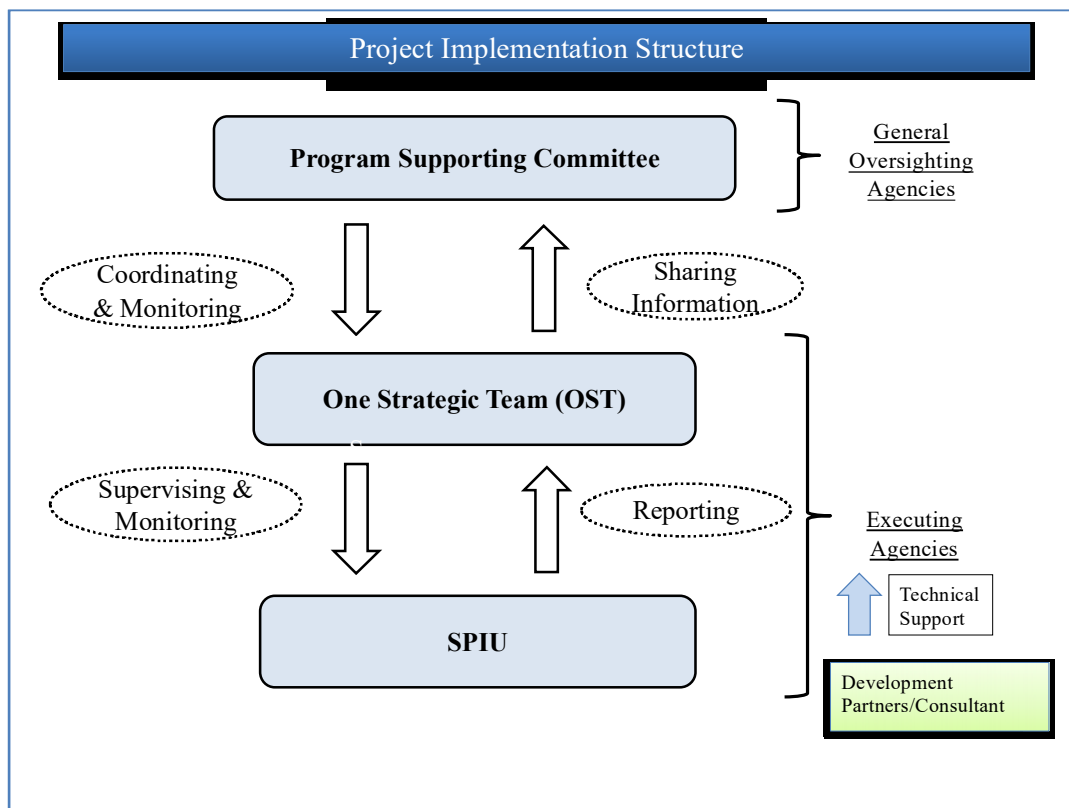 Project Implementation Structure
Program Supporting Committee
General
Oversighting
Agencies
Coordinating
& Monitoring
Sharing
Information
One Strategic Team (OST)
Supervising &
Monitoring
Reporting
Executing
Agencies
Technical
Support
SPIU
Development
Partners/Consultant